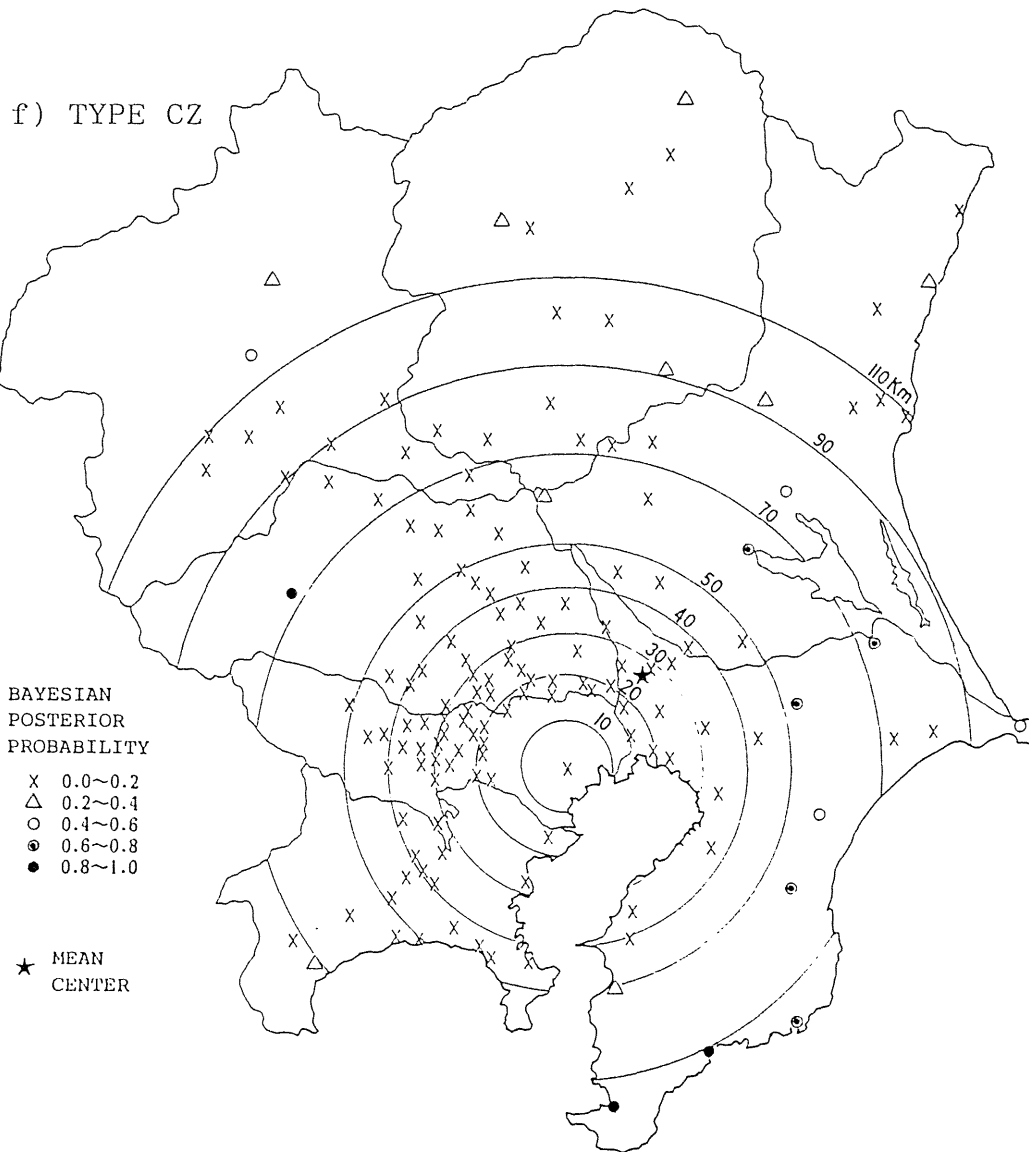 f) TYPE CZ
110Km
90
70
50
40
30
20
10
BAYESIAN
POSTERIOR
PROBABILITY
X 0.0~0.2
△ 0.2~0.4
○ 0.4~0.6
◉ 0.6~0.8
● 0.8~1.0
★ MEAN
CENTER